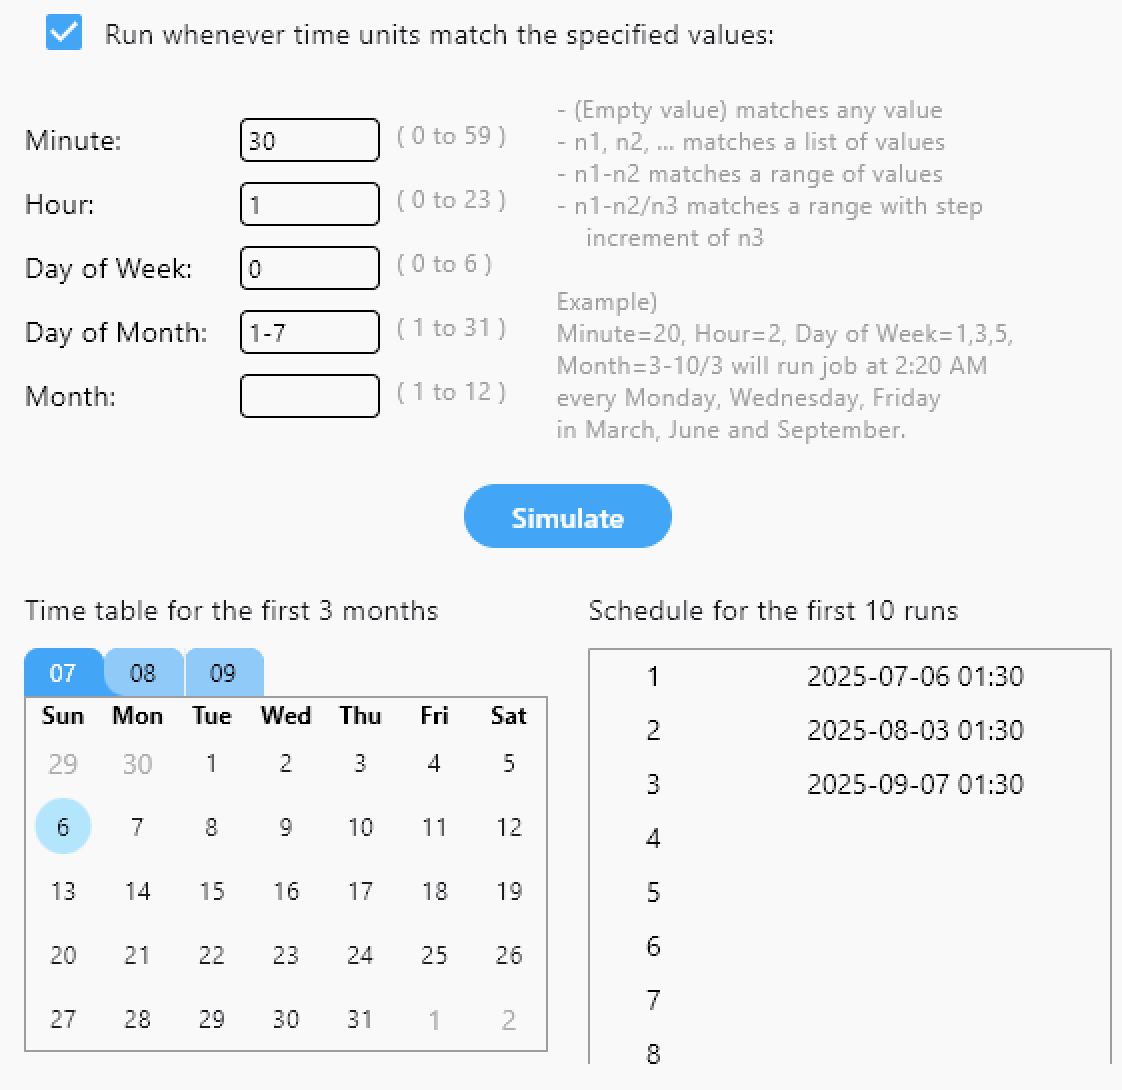 Run whenever time units match the specified values:
Minute: 30 ( 0 to 59 )
Hour: 1 ( 0 to 23 )
Day of Week: 0 ( 0 to 6 )
Day of Month: 1-7 ( 1 to 31 )
Month: ( 1 to 12 )
- (Empty value) matches any value
- n1, n2, ... matches a list of values
- n1-n2 matches a range of values
- n1-n2/n3 matches a range with step
increment of n3
Example)
Minute=20, Hour=2, Day of Week=1,3,5,
Month=3-10/3 will run job at 2:20 AM
every Monday, Wednesday, Friday
in March, June and September.
Simulate
Time table for the first 3 months
07 08 09
Sun Mon Tue Wed Thu Fri Sat
29 30 1 2 3 4 5
6 7 8 9 10 11 12
13 14 15 16 17 18 19
20 21 22 23 24 25 26
27 28 29 30 31 1 2
Schedule for the first 10 runs
1 2025-07-06 01:30
2 2025-08-03 01:30
3 2025-09-07 01:30
4
5
6
7
8